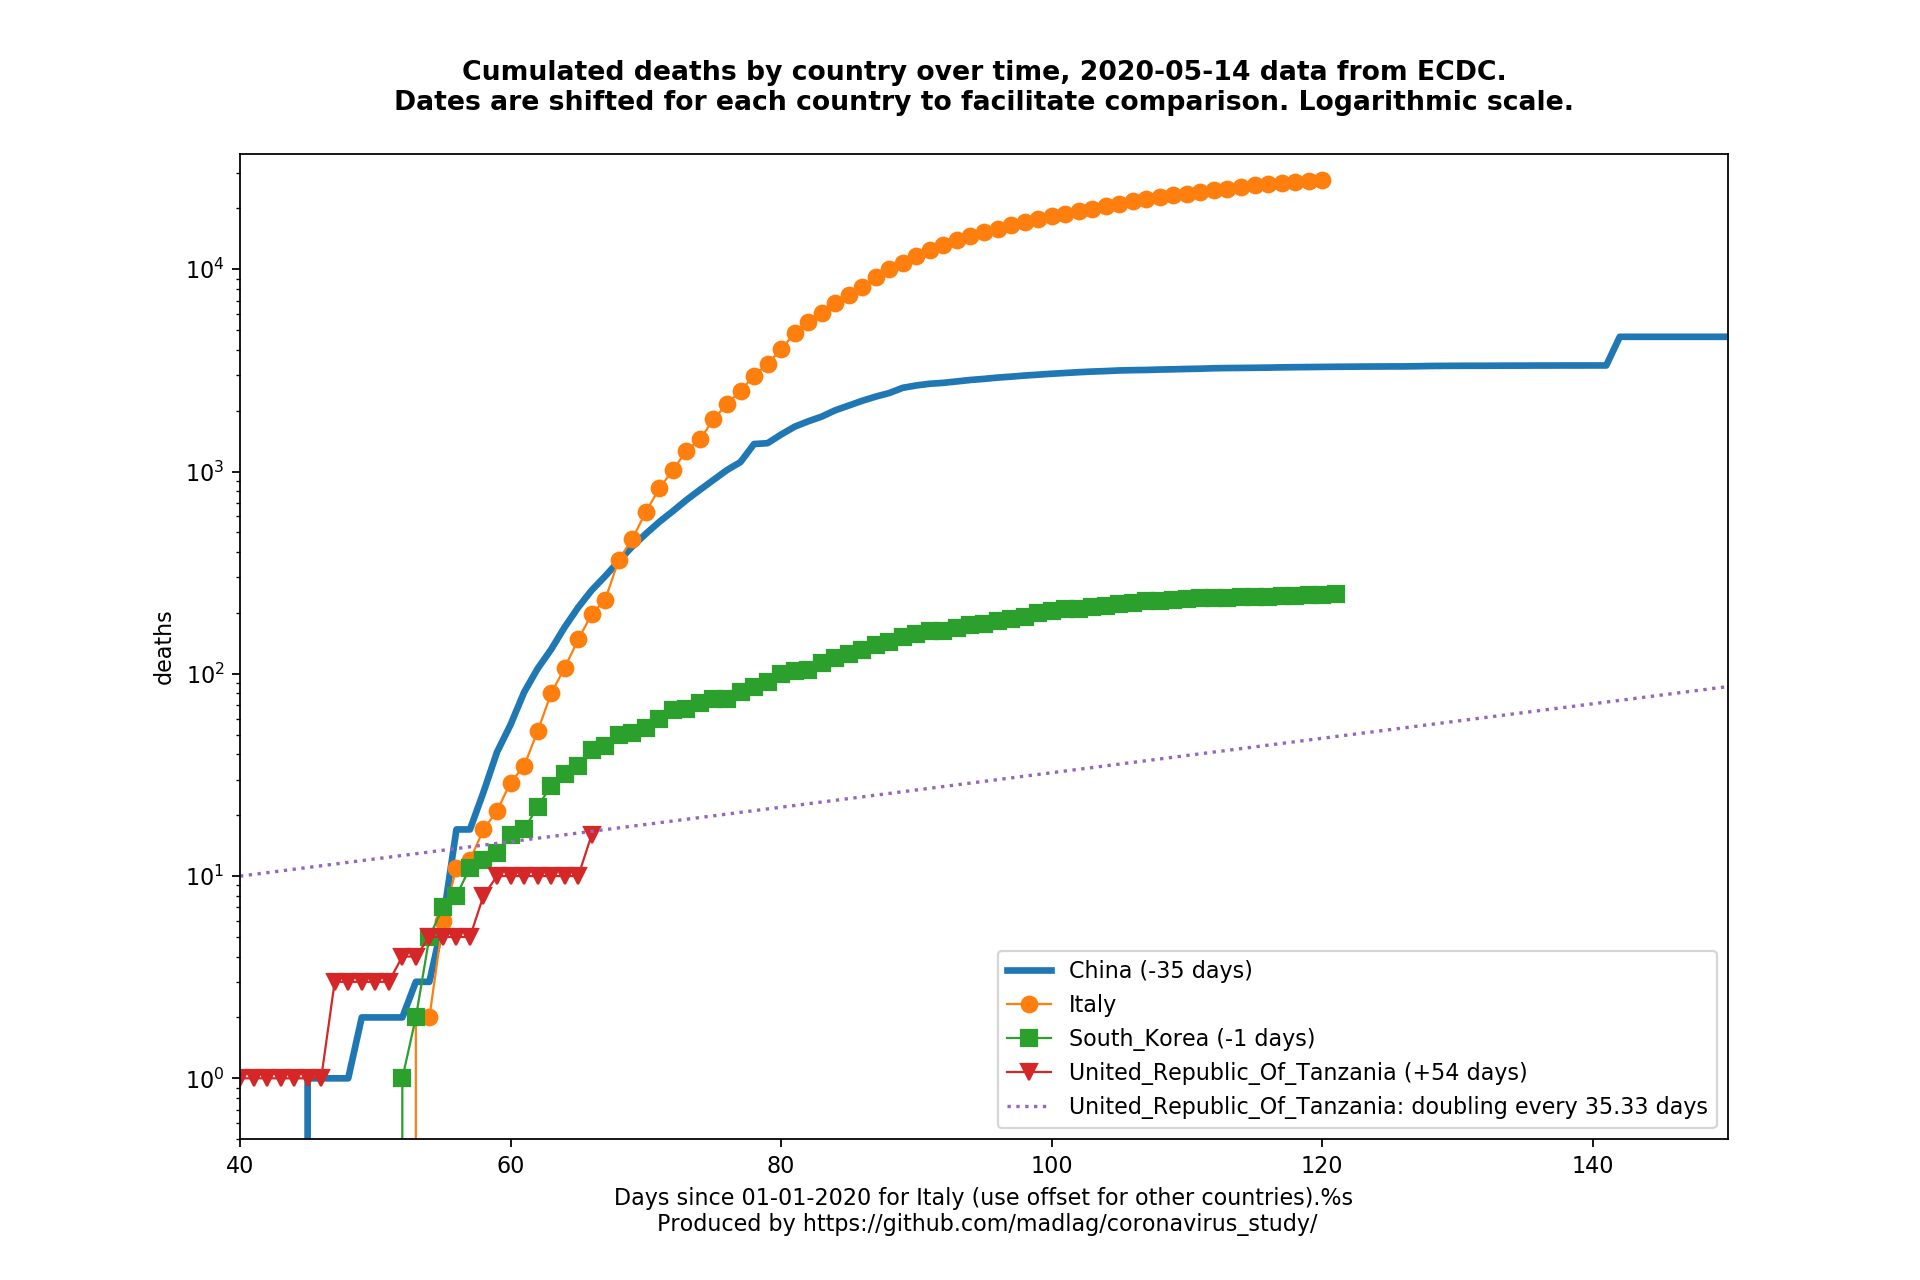 Cumulated deaths by country over time, 2020-05-14 data from ECDC.
Dates are shifted for each country to facilitate comparison. Logarithmic scale.
deaths
10^4
10^3
10^2
10^1
10^0
40 60 80 100 120 140
China (-35 days)
Italy
South_Korea (-1 days)
United_Republic_Of_Tanzania (+54 days)
United_Republic_Of_Tanzania: doubling every 35.33 days
Days since 01-01-2020 for Italy (use offset for other countries).%s
Produced by https://github.com/madlag/coronavirus_study/